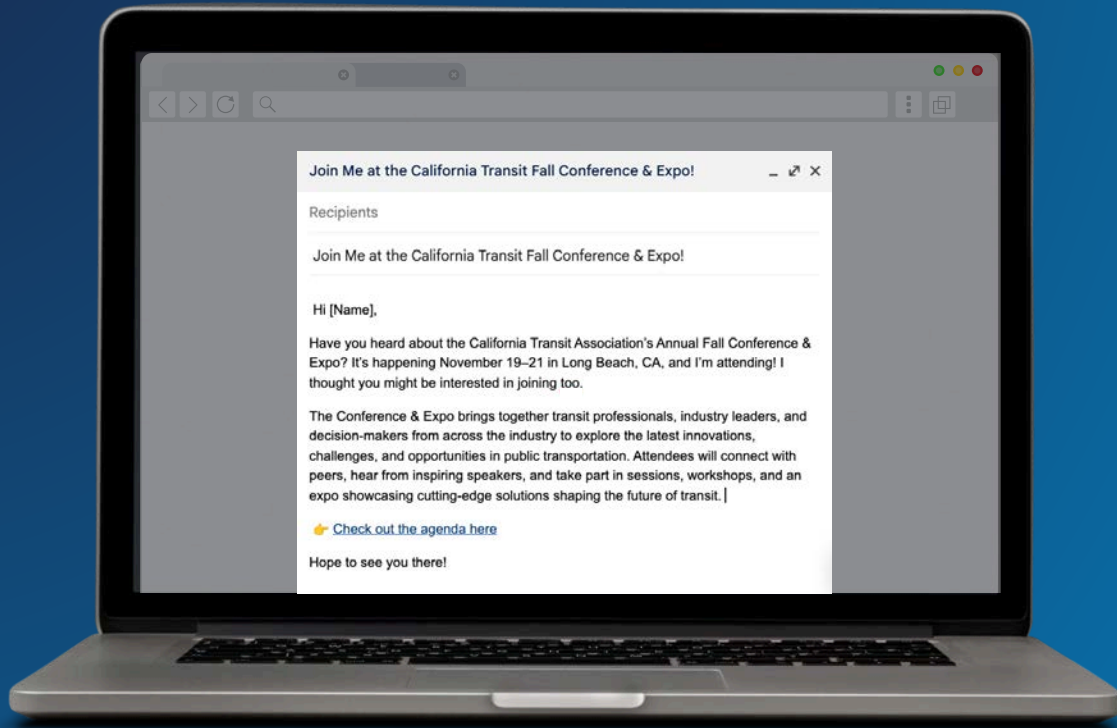 Join Me at the California Transit Fall Conference & Expo!
Recipients
Join Me at the California Transit Fall Conference & Expo!
Hi [Name],
Have you heard about the California Transit Association's Annual Fall Conference &
Expo? It's happening November 19–21 in Long Beach, CA, and I'm attending! I
thought you might be interested in joining too.
The Conference & Expo brings together transit professionals, industry leaders, and
decision-makers from across the industry to explore the latest innovations,
challenges, and opportunities in public transportation. Attendees will connect with
peers, hear from inspiring speakers, and take part in sessions, workshops, and an
expo showcasing cutting-edge solutions shaping the future of transit.
👉 Check out the agenda here
Hope to see you there!